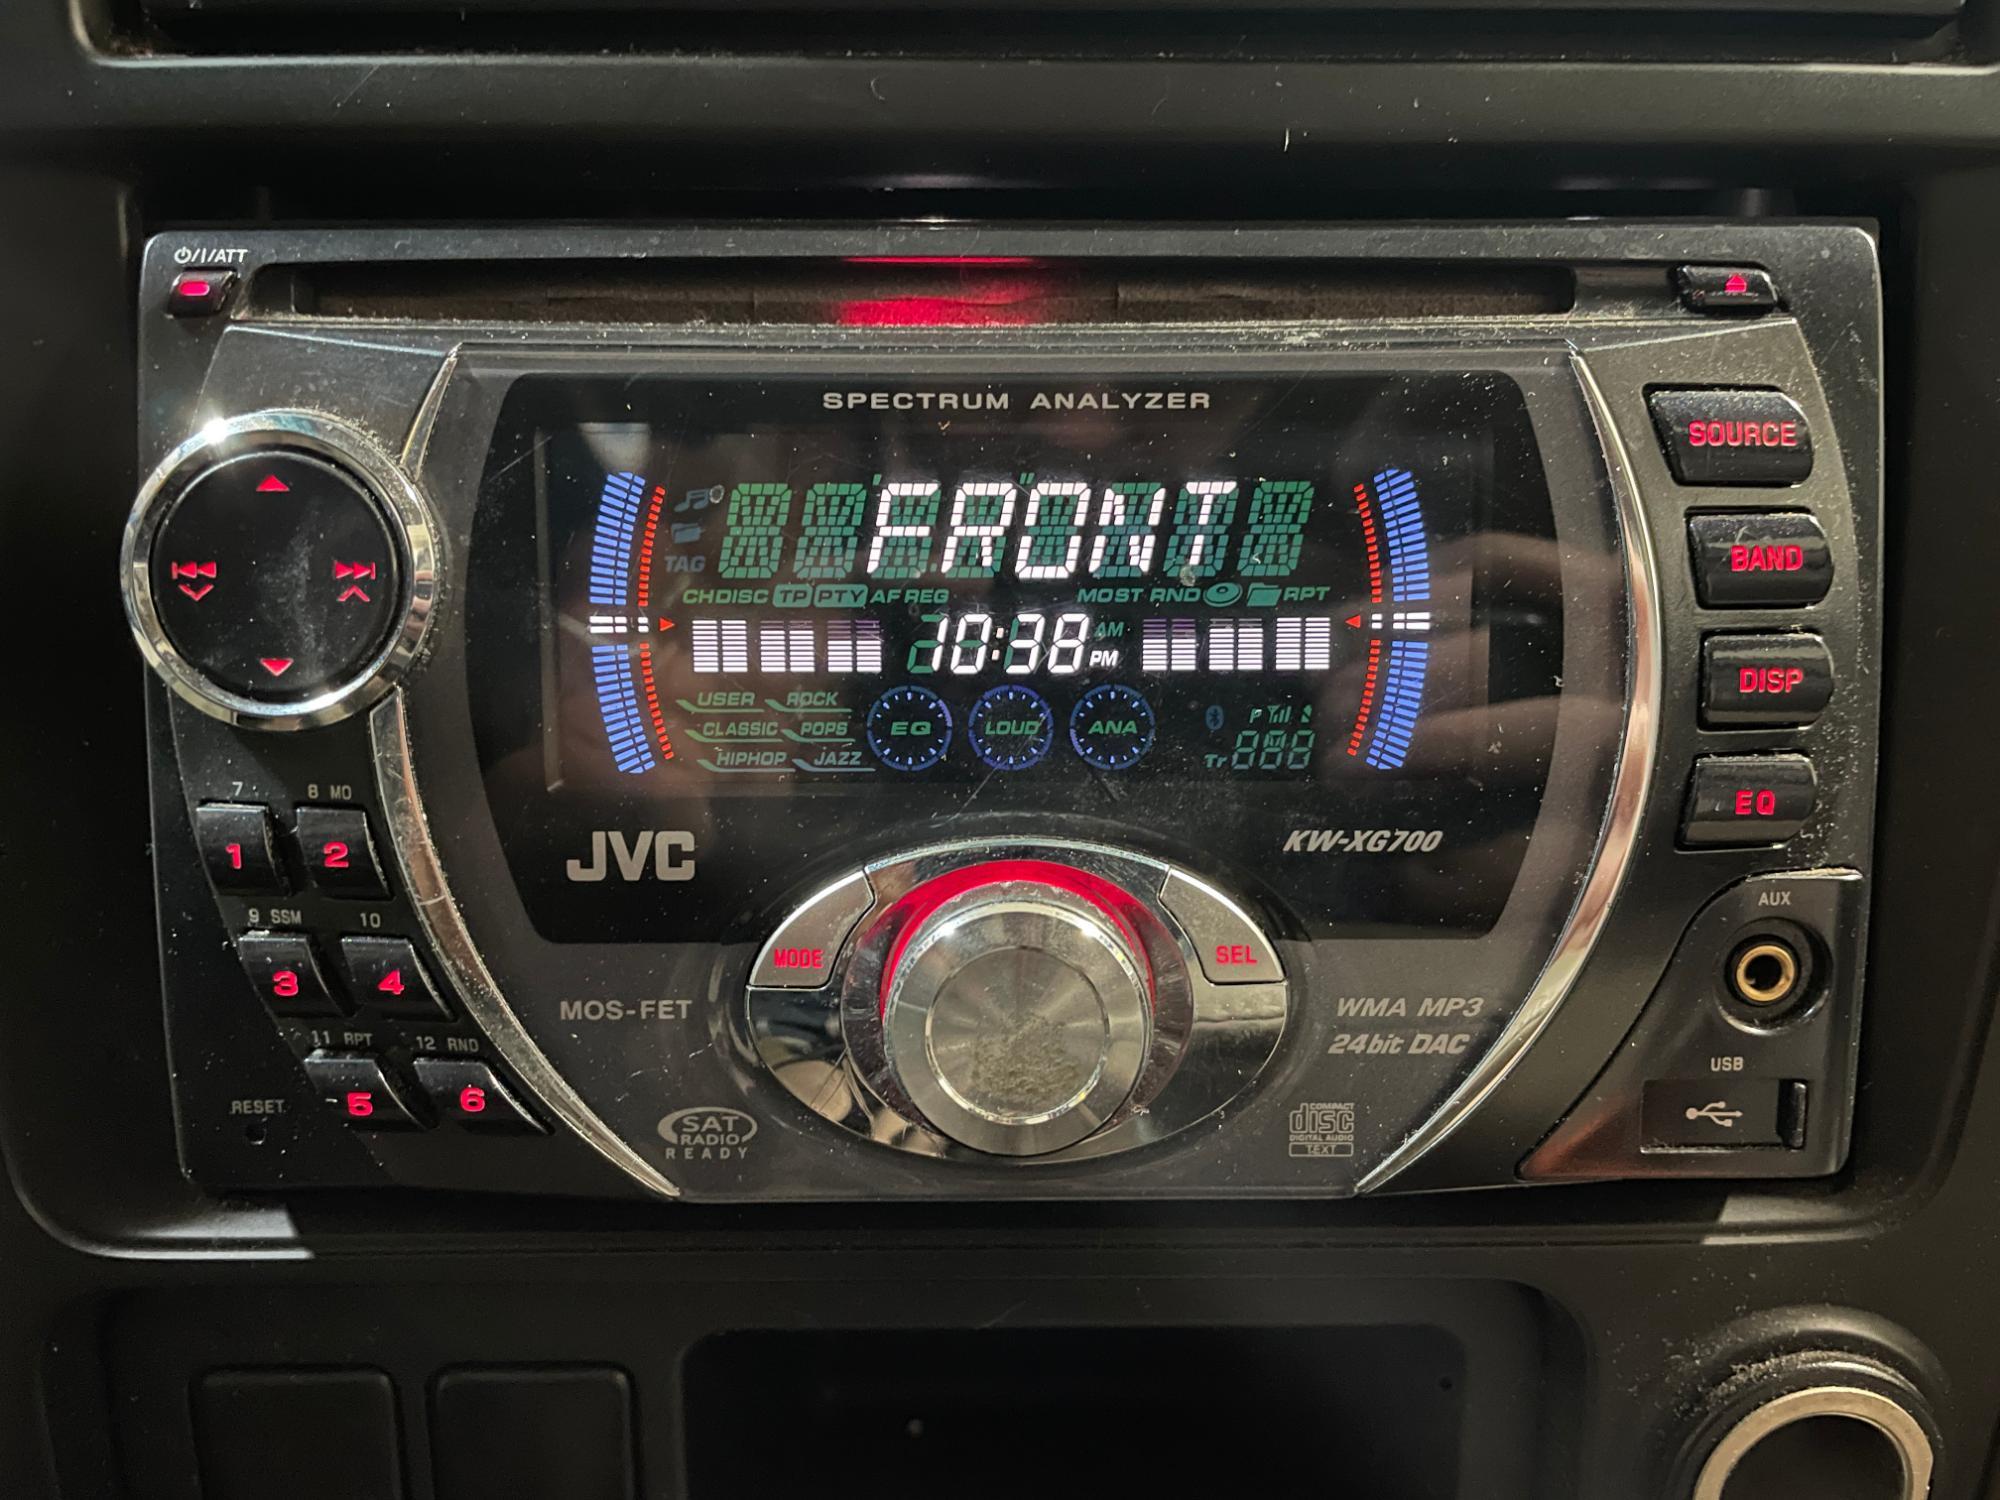 ⏻/I/ATT
SPECTRUM ANALYZER
SOURCE
FRONT
TAG
BAND
CH DISC TP PTY AF REG MO ST RND RPT
10:38 AM PM
DISP
USER ROCK
CLASSIC POPS EQ LOUD ANA
HIPHOP JAZZ Tr
EQ
7 8 MO
1 2
JVC
KW-XG700
AUX
9 SSM 10
3 4
MODE SEL
MOS-FET
WMA MP3
24bit DAC
11 RPT 12 RND
5 6
USB
RESET
SAT
RADIO
READY
COMPACT
disc
DIGITAL AUDIO
TEXT